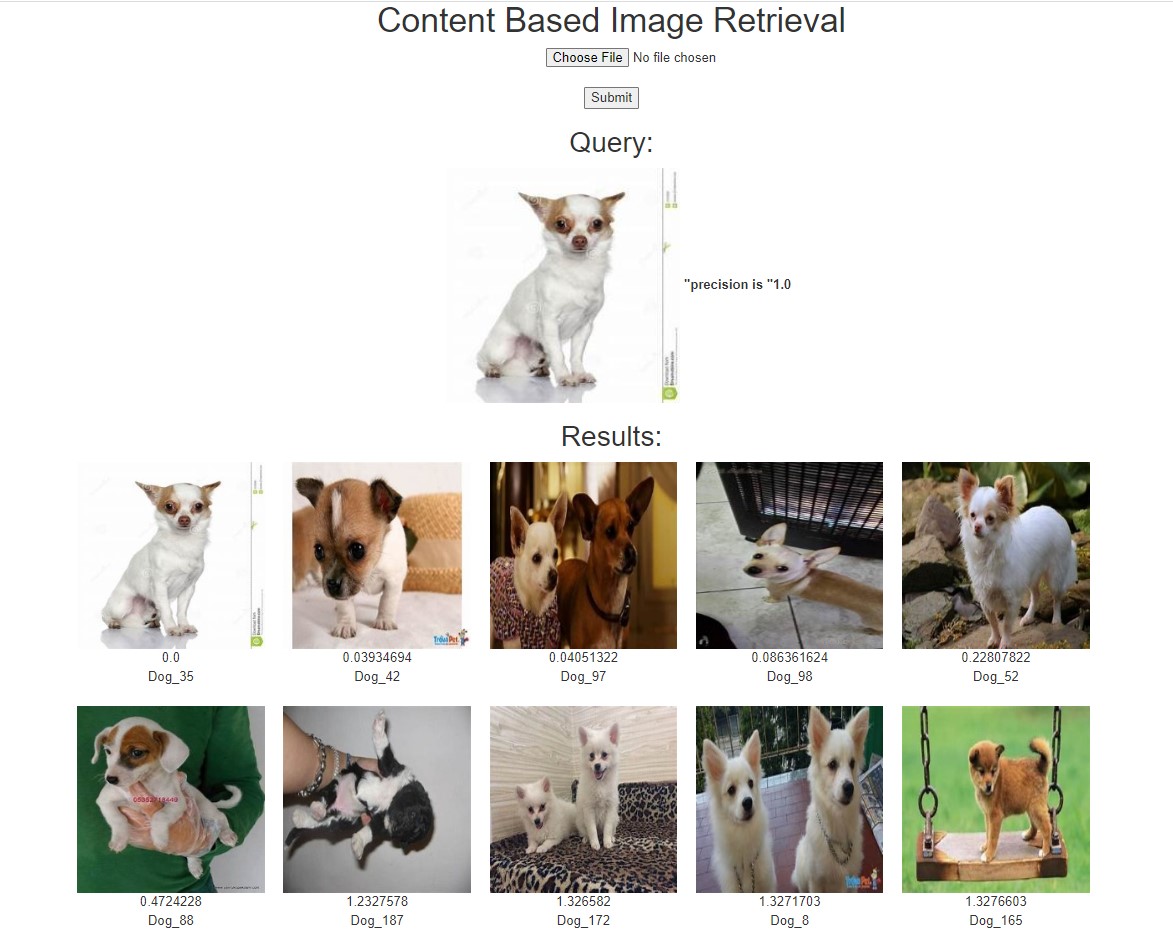 Content Based Image Retrieval
Choose File No file chosen
Submit
Query:
"precision is "1.0
Results:
0.0
Dog_35
0.03934694
Dog_42
0.04051322
Dog_97
0.086361624
Dog_98
0.22807822
Dog_52
0.4724228
Dog_88
1.2327578
Dog_187
1.326582
Dog_172
1.3271703
Dog_8
1.3276603
Dog_165